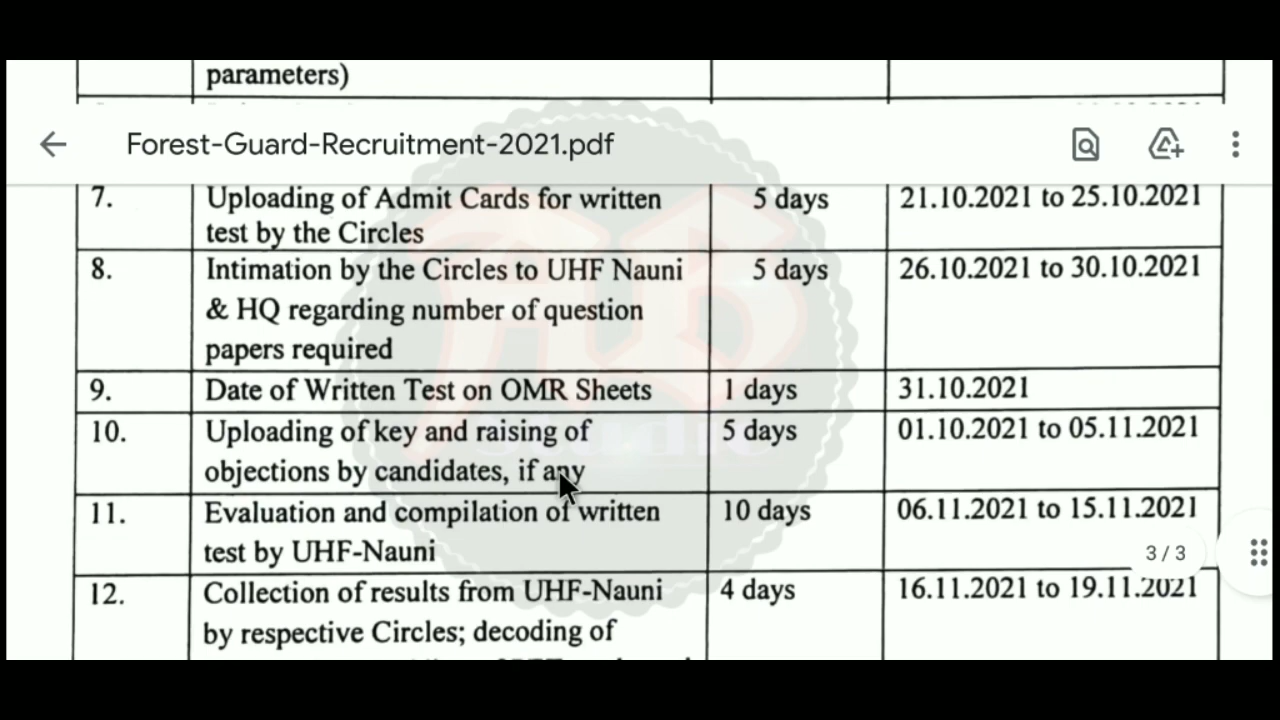 parameters)
Forest-Guard-Recruitment-2021.pdf
7. Uploading of Admit Cards for written 5 days 21.10.2021 to 25.10.2021
test by the Circles
8. Intimation by the Circles to UHF Nauni 5 days 26.10.2021 to 30.10.2021
& HQ regarding number of question
papers required
9. Date of Written Test on OMR Sheets 1 days 31.10.2021
10. Uploading of key and raising of 5 days 01.10.2021 to 05.11.2021
objections by candidates, if any
11. Evaluation and compilation of written 10 days 06.11.2021 to 15.11.2021
test by UHF-Nauni
3 / 3
12. Collection of results from UHF-Nauni 4 days 16.11.2021 to 19.11.2021
by respective Circles; decoding of